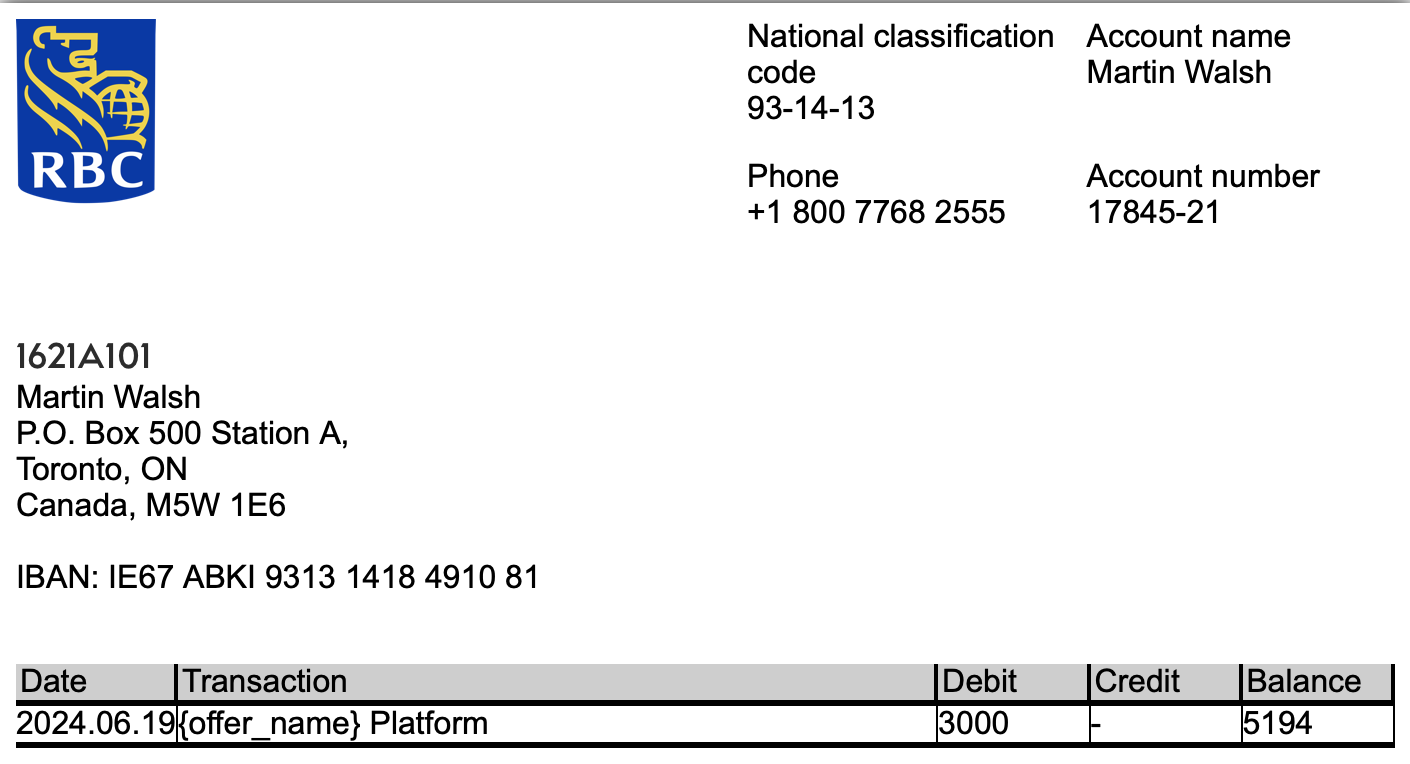 RBC
National classification
code
93-14-13
Account name
Martin Walsh
Phone
+1 800 7768 2555
Account number
17845-21
1621A101
Martin Walsh
P.O. Box 500 Station A,
Toronto, ON
Canada, M5W 1E6
IBAN: IE67 ABKI 9313 1418 4910 81
Date Transaction Debit Credit Balance
2024.06.19 {offer_name} Platform 3000 - 5194